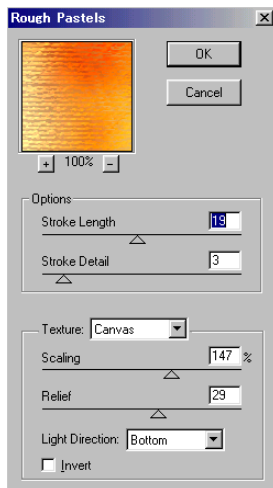 Rough Pastels
OK
Cancel
+ 100% -
Options
Stroke Length 19
Stroke Detail 3
Texture: Canvas
Scaling 147 %
Relief 29
Light Direction: Bottom
Invert